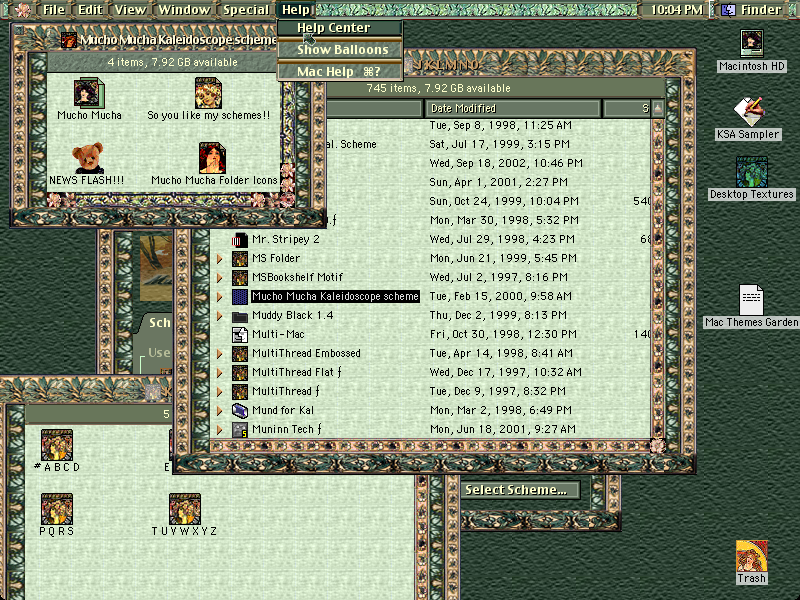 File Edit View Window Special Help 10:04 PM Finder
Help Center
Show Balloons
Mac Help ⌘?
Mucho Mucha Kaleidoscope scheme
4 items, 7.92 GB available
Mucho Mucha
So you like my schemes!!
NEWS FLASH!!!
Mucho Mucha Folder Icons
JKLMNO
745 items, 7.92 GB available
Date Modified S
Tue, Sep 8, 1998, 11:25 AM
al. Scheme Sat, Jul 17, 1999, 3:15 PM
Wed, Sep 18, 2002, 10:46 PM
Sun, Apr 1, 2001, 2:27 PM
Sun, Oct 24, 1999, 10:04 PM 540
.ƒ Mon, Mar 30, 1998, 5:32 PM
Mr. Stripey 2 Wed, Jul 29, 1998, 4:23 PM 68
MS Folder Mon, Jun 21, 1999, 5:45 PM
MSBookshelf Motif Wed, Jul 2, 1997, 8:16 PM
Mucho Mucha Kaleidoscope scheme Tue, Feb 15, 2000, 9:58 AM
Muddy Black 1.4 Thu, Dec 2, 1999, 8:13 PM
Multi-Mac Fri, Oct 30, 1998, 12:30 PM 140
MultiThread Embossed Tue, Apr 14, 1998, 8:41 AM
MultiThread Flat ƒ Wed, Dec 17, 1997, 10:32 AM
MultiThread ƒ Tue, Dec 9, 1997, 8:32 PM
Mund for Kal Mon, Mar 2, 1998, 6:49 PM
Muninn Tech ƒ Mon, Jun 18, 2001, 9:27 AM
Sch
Use
Select Scheme...
5
#ABCD
E
PQRS
TUVWXYZ
Macintosh HD
KSA Sampler
Desktop Textures
Mac Themes Garden
Trash